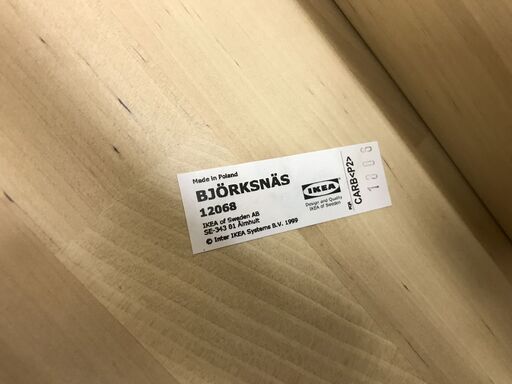 Made in Poland
BJÖRKSNÄS
12068
IKEA of Sweden AB
SE-343 81 Älmhult
© Inter IKEA Systems B.V. 1999
IKEA
Design and Quality
IKEA of Sweden
CARB<P2>
1806